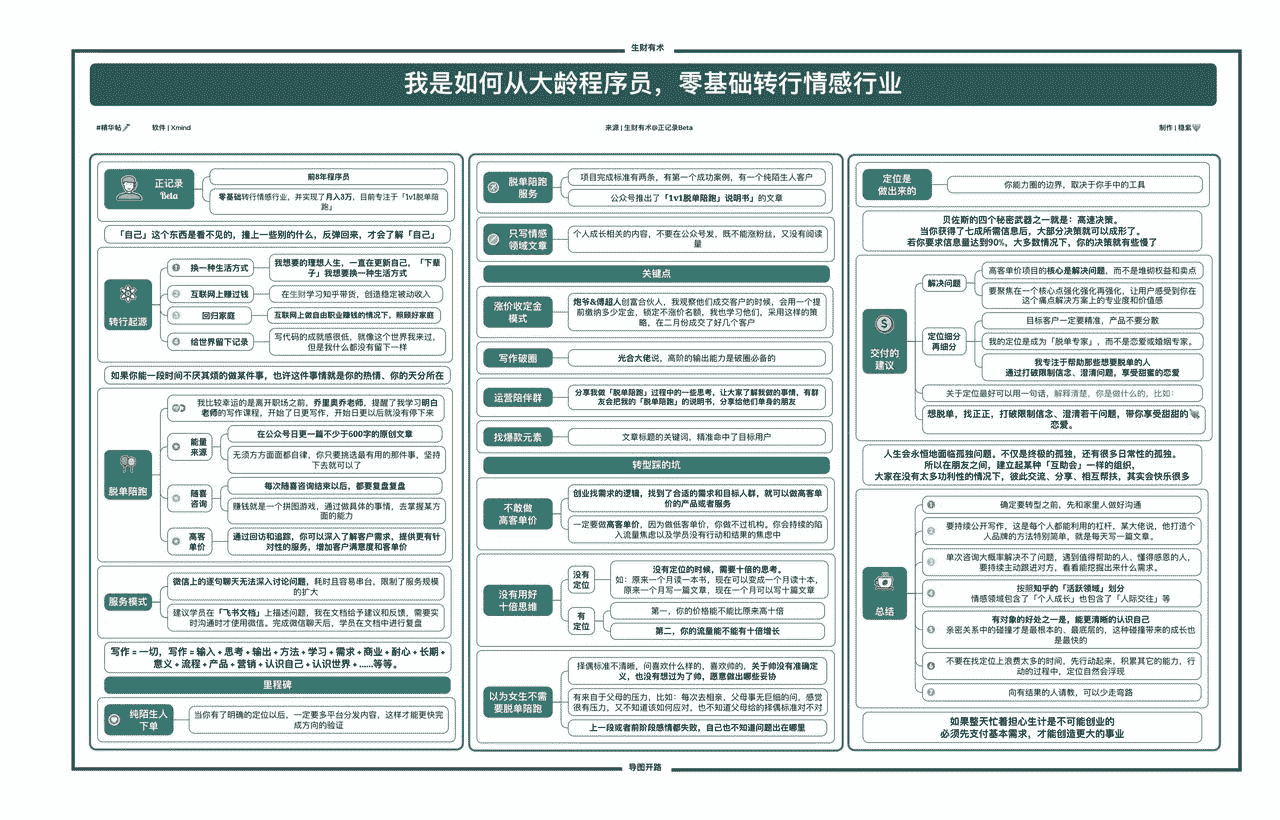 生财有术
我是如何从大龄程序员，零基础转行情感行业
#精华帖
软件 | Xmind
来源 | 生财有术@正记录Beta
制作 | 稳紫
正记录
Beta
前8年程序员
零基础转行情感行业，并实现了月入3万，目前专注于「1v1脱单陪
跑」
「自己」这个东西是看不见的，撞上一些别的什么，反弹回来，才会了解「自己」
转行起源
1
换一种生活方式
我想要的理想人生，一直在更新自己，「下辈
子」我想要换一种生活方式
2
互联网上赚过钱
在生财学习知乎带货，创造稳定被动收入
3
回归家庭
互联网上做自由职业赚钱的情况下，照顾好家庭
4
给世界留下记录
写代码的成就感很低，就像这个世界我来过，
但是我什么都没有留下一样
如果你能一段时间不厌其烦的做某件事，也许这件事情就是你的热情、你的天分所在
脱单陪跑
我比较幸运的是离开职场之前，乔里奥乔老师，提醒了我学习明白
老师的写作课程，开始了日更写作，开始日更以后就没有停下来
能量
来源
在公众号日更一篇不少于600字的原创文章
无须方方面面都自律，你只要挑选最有用的那件事，坚持
下去就可以了
随喜
咨询
每次随喜咨询结束以后，都要复盘复盘
赚钱就是一个拼图游戏，通过做具体的事情，去掌握某方
面的能力
高客
单价
通过回访和追踪，你可以深入了解客户需求，提供更有针
对性的服务，增加客户满意度和客单价
服务模式
微信上的逐句聊天无法深入讨论问题，耗时且容易串台，限制了服务规模
的扩大
建议学员在「飞书文档」上描述问题，我在文档给予建议和反馈，需要实
时沟通时才使用微信。完成微信聊天后，学员在文档中进行复盘
写作 = 一切，写作 = 输入 + 思考 + 输出 + 方法 + 学习 + 需求 + 商业 + 耐心 + 长期 +
意义 + 流程 + 产品 + 营销 + 认识自己 + 认识世界 + ......等等。
里程碑
纯陌生人
下单
当你有了明确的定位以后，一定要多平台分发内容，这样才能更快完
成方向的验证
脱单陪跑
服务
项目完成标准有两条，有第一个成功案例，有一个纯陌生人客户
公众号推出了「1v1脱单陪跑」说明书」的文章
只写情感
领域文章
个人成长相关的内容，不要在公众号发，既不能涨粉丝，又没有阅读
量
关键点
涨价收定金
模式
炮爷&傅超人创富合伙人，我观察他们成交客户的时候，会用一个提
前缴纳多少定金，锁定不涨价名额，我也学习他们，采用这样的策
略，在二月份成交了好几个客户
写作破圈
光合大佬说，高阶的输出能力是破圈必备的
运营陪伴群
分享我做「脱单陪跑」过程中的一些思考，让大家了解我做的事情，有群
友会把我的「脱单陪跑」的说明书，分享给他们单身的朋友
找爆款元素
文章标题的关键词，精准命中了目标用户
转型踩的坑
不敢做
高客单价
创业找需求的逻辑，找到了合适的需求和目标人群，就可以做高客单
价的产品或者服务
一定要做高客单价，因为做低客单价，你做不过机构。你会持续的陷
入流量焦虑以及学员没有行动和结果的焦虑中
没有用好
十倍思维
没有
定位
没有定位的时候，需要十倍的思考。
如：原来一个月读一本书，现在可以变成一个月读十本，
原来一个月写一篇文章，现在一个月可以写十篇文章
有
定位
第一，你的价格能不能比原来高十倍
第二，你的流量能不能有十倍增长
以为女生不需
要脱单陪跑
择偶标准不清晰，问喜欢什么样的，喜欢帅的，关于帅没有准确定
义，也没有想过为了帅，愿意做出哪些妥协
有来自于父母的压力，比如：每次去相亲，父母事无巨细的问，感觉
很有压力，又不知道该如何应对，也不知道父母给的择偶标准对不对
上一段或者前阶段感情都失败，自己也不知道问题出在哪里
定位是
做出来的
你能力圈的边界，取决于你手中的工具
贝佐斯的四个秘密武器之一就是：高速决策。
当你获得了七成所需信息后，大部分决策就可以成形了。
若你要求信息量达到90%，大多数情况下，你的决策就有些慢了
交付的
建议
解决问题
高客单价项目的核心是解决问题，而不是堆砌权益和卖点
要聚焦在一个核心点强化强化再强化，让用户感受到你在
这个痛点解决方案上的专业度和价值感
定位细分
再细分
目标客户一定要精准，产品不要分散
我的定位是成为「脱单专家」，而不是恋爱或婚姻专家。
我专注于帮助那些想要脱单的人
通过打破限制信念、澄清问题，享受甜蜜的恋爱
关于定位最好可以用一句话，解释清楚，你是做什么的，比如：
想脱单，找正正，打破限制信念、澄清若干问题，带你享受甜甜的
恋爱。
人生会永恒地面临孤独问题。不仅是终极的孤独，还有很多日常性的孤独。
所以在朋友之间，建立起某种「互助会」一样的组织，
大家在没有太多功利性的情况下，彼此交流、分享、相互帮扶，其实会快乐很多
总结
1
确定要转型之前，先和家里人做好沟通
2
要持续公开写作，这是每个人都能利用的杠杆，某大佬说，他打造个
人品牌的方法特别简单，就是每天写一篇文章。
3
单次咨询大概率解决不了问题，遇到值得帮助的人、懂得感恩的人，
要持续主动跟进对方，看看能挖掘出来什么需求。
4
按照知乎的「活跃领域」划分
情感领域包含了「个人成长」也包含了「人际交往」等
5
有对象的好处之一是，能更清晰的认识自己
亲密关系中的碰撞才是最根本的、最底层的，这种碰撞带来的成长也
是最快的
6
不要在找定位上浪费太多的时间，先行动起来，积累其它的能力，行
动的过程中，定位自然会浮现
7
向有结果的人请教，可以少走弯路
如果整天忙着担心生计是不可能创业的
必须先支付基本需求，才能创造更大的事业
导图开路